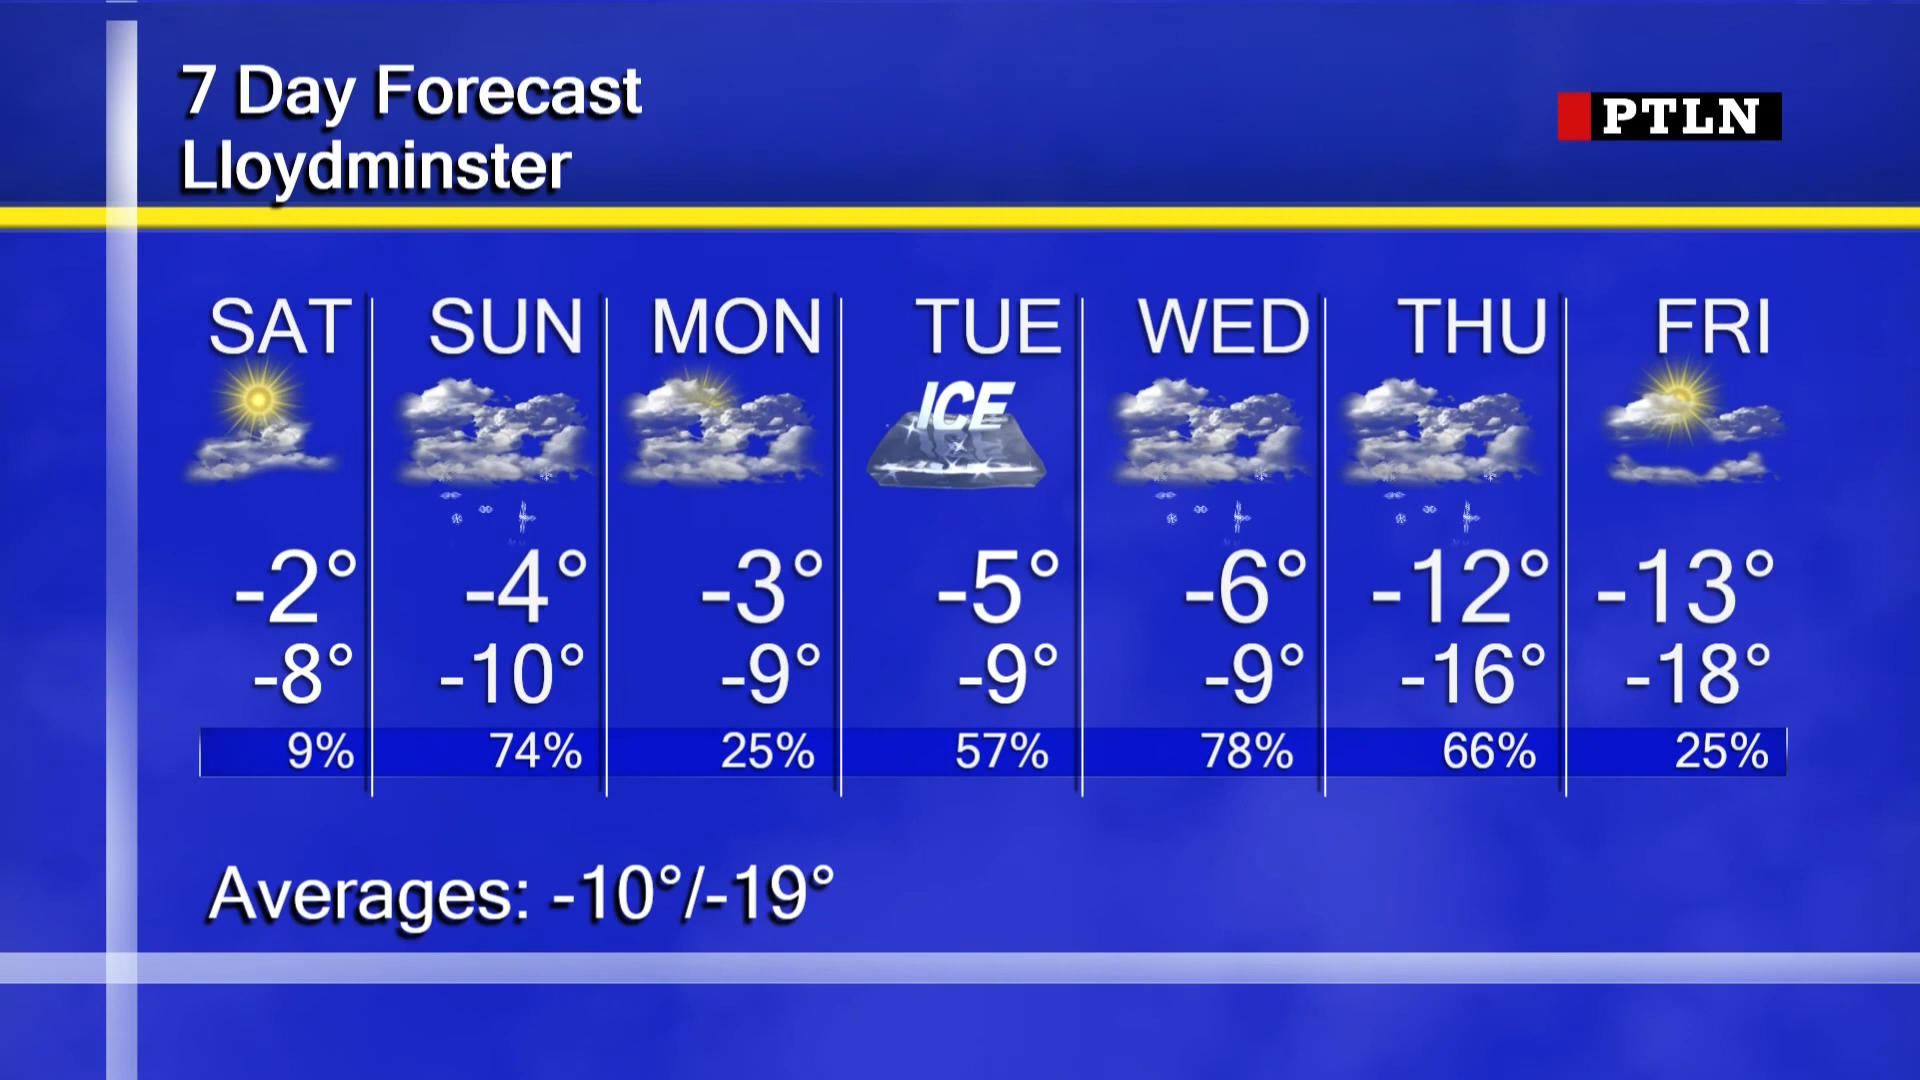 7 Day Forecast
Lloydminster
PTLN
SAT SUN MON TUE WED THU FRI
ICE
-2° -4° -3° -5° -6° -12° -13°
-8° -10° -9° -9° -9° -16° -18°
9% 74% 25% 57% 78% 66% 25%
Averages: -10°/-19°